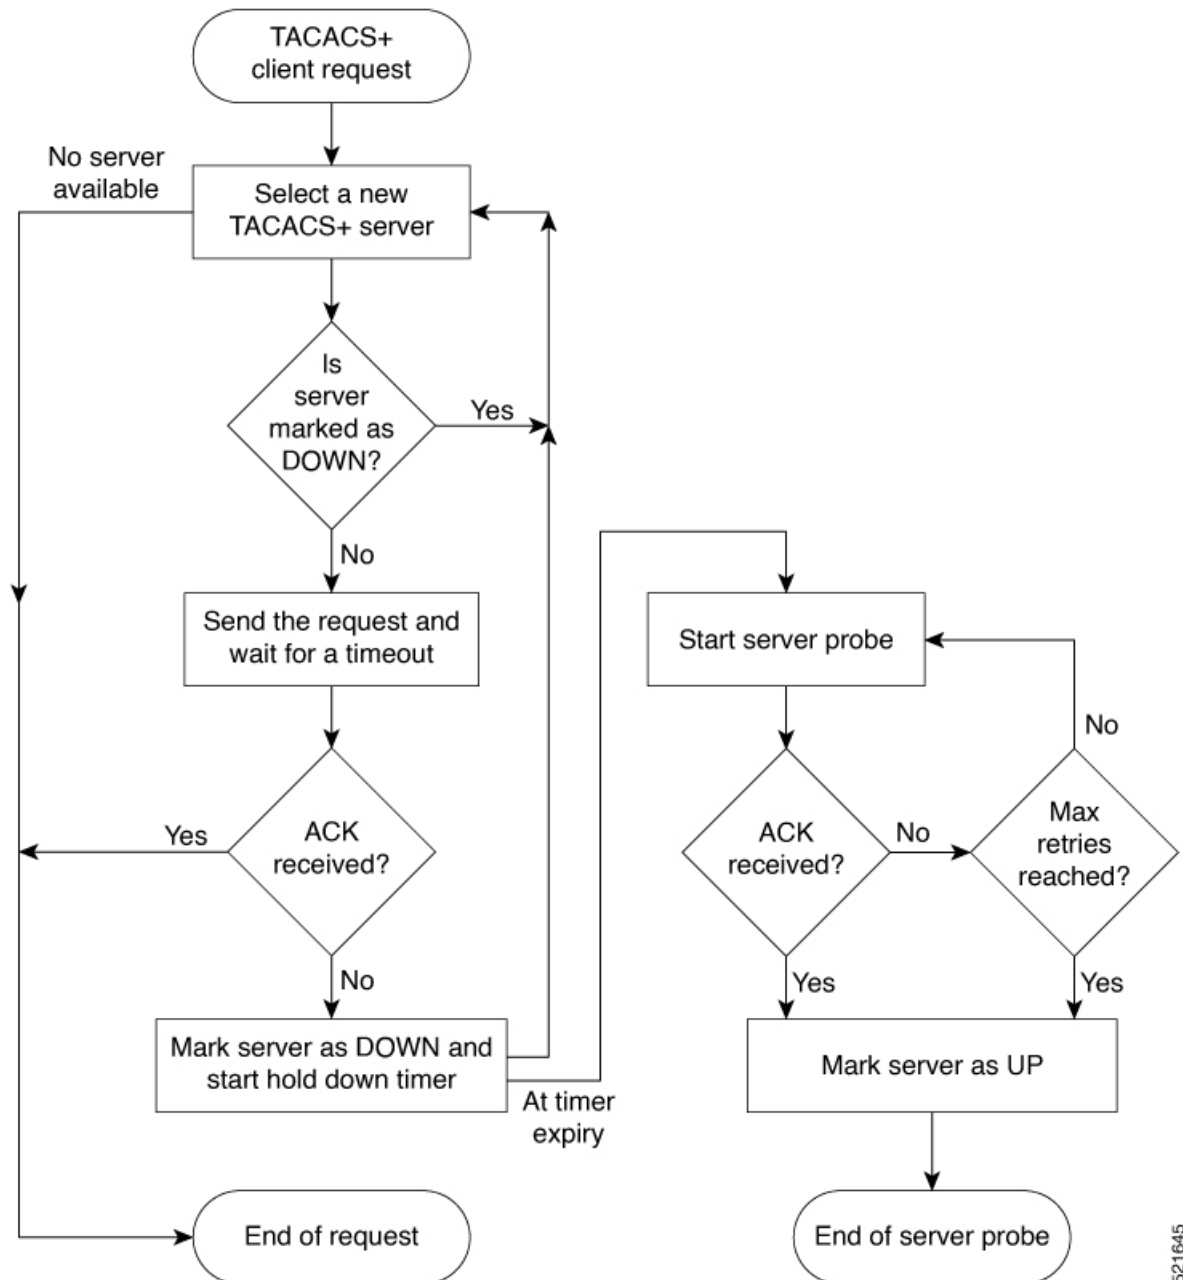 TACACS+
client request
No server
available
Select a new
TACACS+ server
Is
server
marked as
DOWN?
Yes
No
Send the request and
wait for a timeout
Start server probe
No
ACK
received?
Yes
No
ACK
received?
No
Max
retries
reached?
Yes
Yes
Mark server as DOWN and
start hold down timer
At timer
expiry
Mark server as UP
End of request
End of server probe
521645